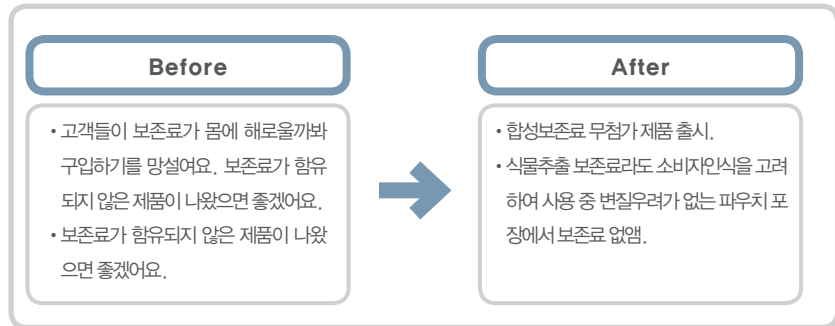 Before
• 고객들이 보존료가 몸에 해로울까봐
구입하기를 망설여요. 보존료가 함유
되지 않은 제품이 나왔으면 좋겠어요.
• 보존료가 함유되지 않은 제품이 나왔
으면 좋겠어요.
After
• 합성보존료 무첨가 제품 출시.
• 식물추출 보존료라도 소비자인식을 고려
하여 사용 중 변질우려가 없는 파우치 포
장에서 보존료 없앰.